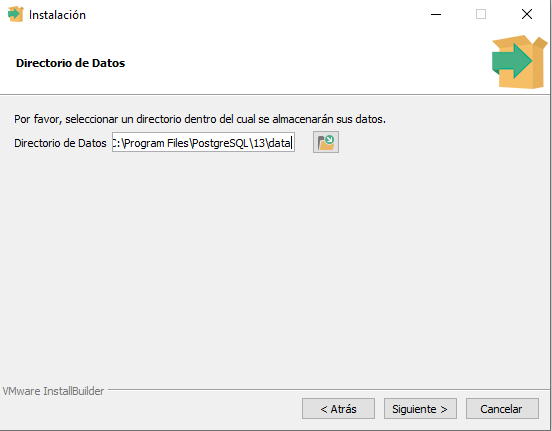 Instalación
Directorio de Datos
Por favor, seleccionar un directorio dentro del cual se almacenarán sus datos.
Directorio de Datos C:\Program Files\PostgreSQL\13\data
VMware InstallBuilder
< Atrás Siguiente > Cancelar